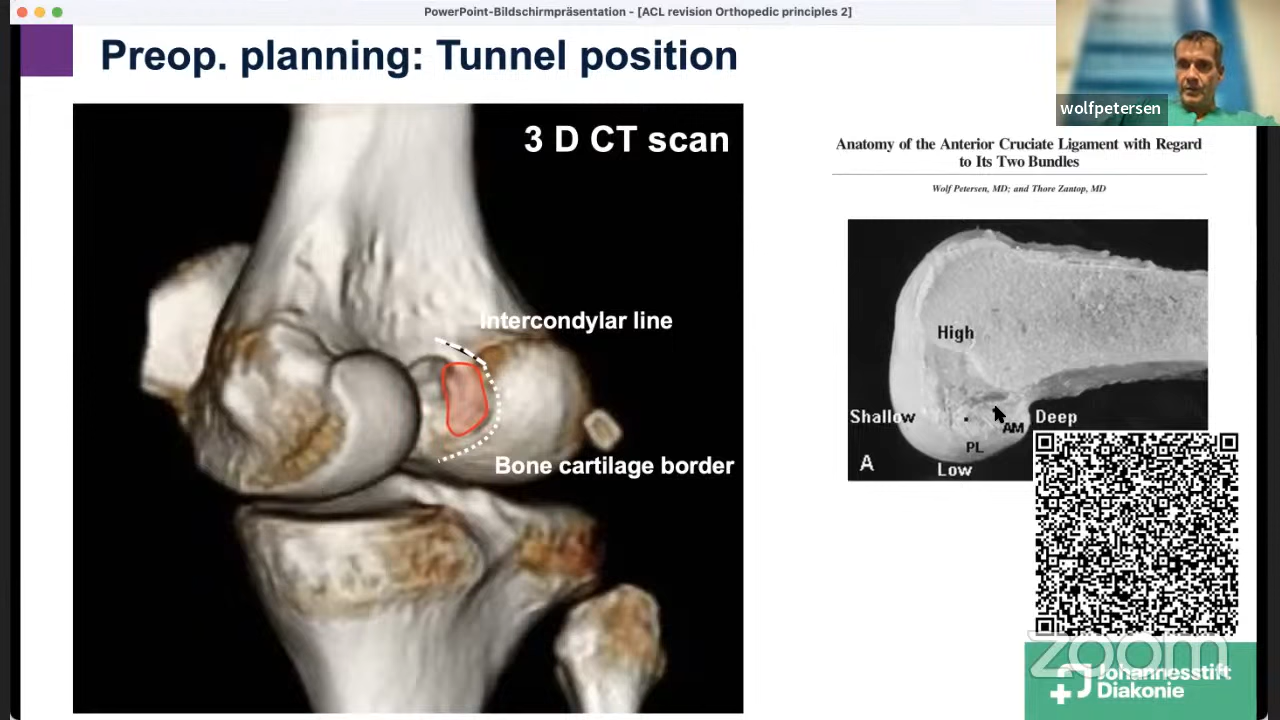 PowerPoint-Bildschirmpräsentation - [ACL revision Orthopedic principles 2]
Preop. planning: Tunnel position
wolfpetersen
3 D CT scan
Intercondylar line
Bone cartilage border
Anatomy of the Anterior Cruciate Ligament with Regard
to Its Two Bundles
Wolf Petersen, MD; and Thore Zantop, MD
High
Shallow
Deep
AM
PL
Low
A
zoom
Johannesstift
Diakonie